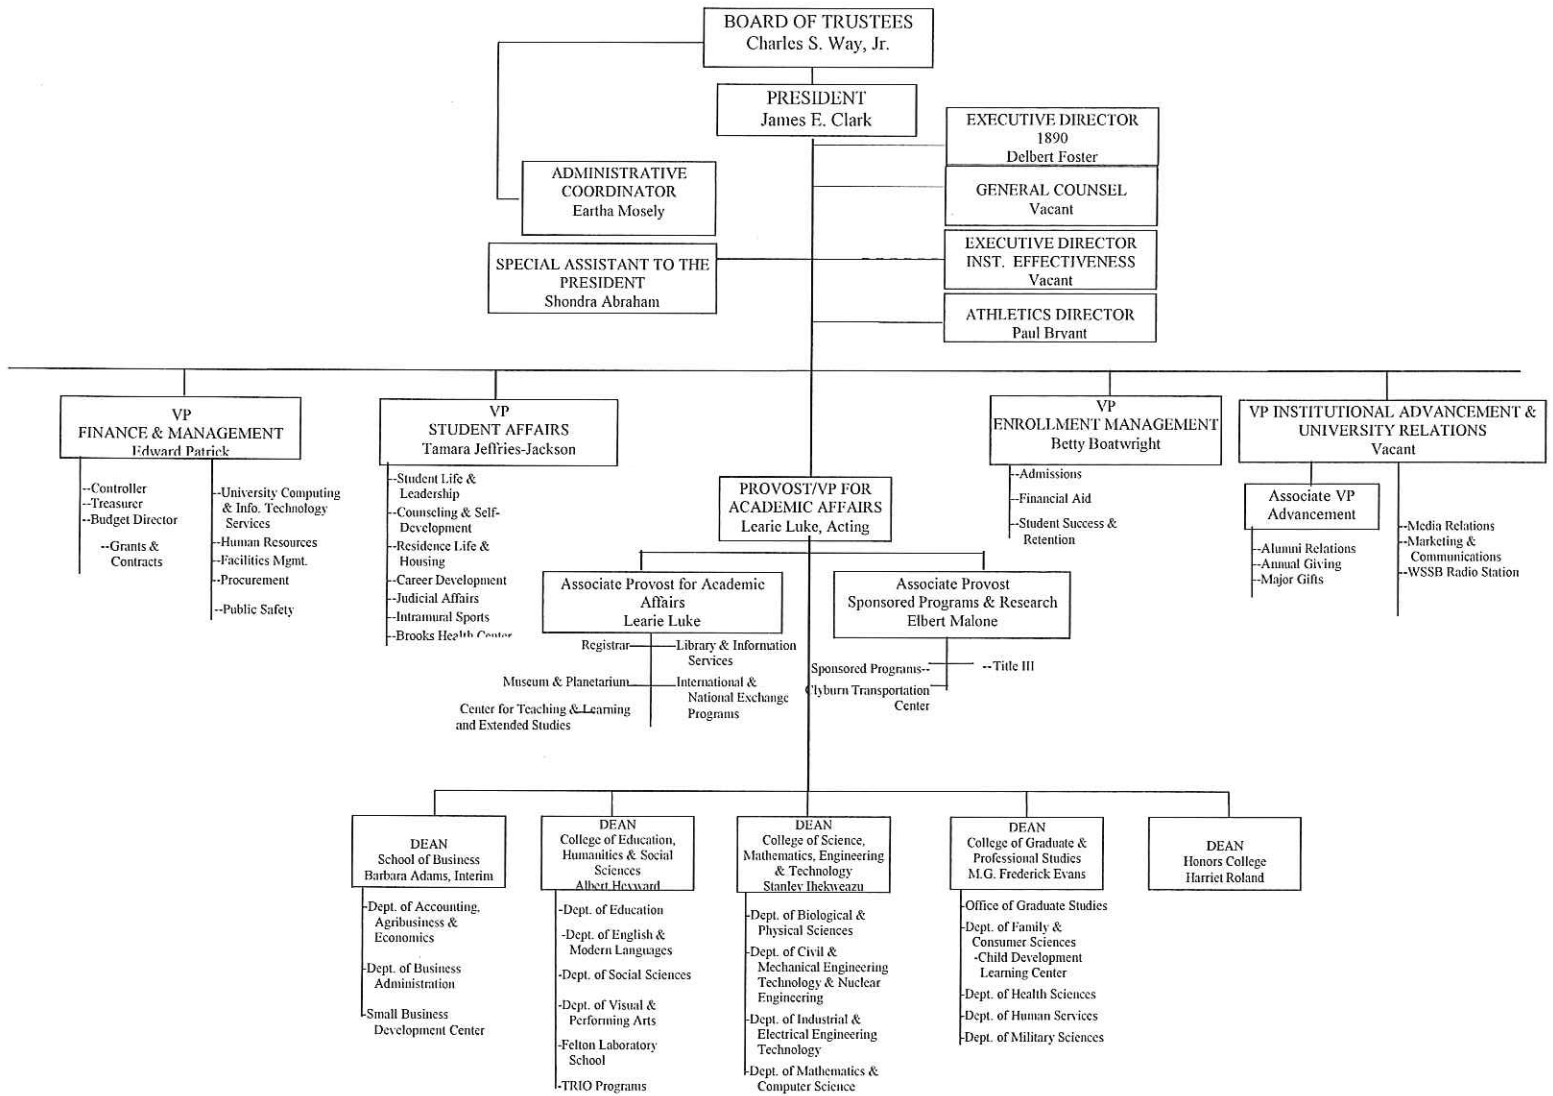 BOARD OF TRUSTEES
Charles S. Way, Jr.
PRESIDENT
James E. Clark
EXECUTIVE DIRECTOR
1890
Delbert Foster
ADMINISTRATIVE
COORDINATOR
Eartha Mosely
GENERAL COUNSEL
Vacant
SPECIAL ASSISTANT TO THE
PRESIDENT
Shondra Abraham
EXECUTIVE DIRECTOR
INST. EFFECTIVENESS
Vacant
ATHLETICS DIRECTOR
Paul Bryant
VP
FINANCE & MANAGEMENT
Edward Patrick
--Controller
--Treasurer
--Budget Director
--Grants &
Contracts
--University Computing
& Info. Technology
Services
--Human Resources
--Facilities Mgmt.
--Procurement
--Public Safety
VP
STUDENT AFFAIRS
Tamara Jeffries-Jackson
--Student Life &
Leadership
--Counseling & Self-
Development
--Residence Life &
Housing
--Career Development
--Judicial Affairs
--Intramural Sports
--Brooks Health Center
PROVOST/VP FOR
ACADEMIC AFFAIRS
Learie Luke, Acting
VP
ENROLLMENT MANAGEMENT
Betty Boatwright
--Admissions
--Financial Aid
--Student Success &
Retention
VP INSTITUTIONAL ADVANCEMENT &
UNIVERSITY RELATIONS
Vacant
Associate VP
Advancement
--Alumni Relations
--Annual Giving
--Major Gifts
--Media Relations
--Marketing &
Communications
--WSSB Radio Station
Associate Provost for Academic
Affairs
Learie Luke
Registrar
Museum & Planetarium
Center for Teaching & Learning
and Extended Studies
Library & Information
Services
International &
National Exchange
Programs
Associate Provost
Sponsored Programs & Research
Elbert Malone
Sponsored Programs--
Clyburn Transportation
Center
--Title III
DEAN
School of Business
Barbara Adams, Interim
-Dept. of Accounting,
Agribusiness &
Economics
-Dept. of Business
Administration
-Small Business
Development Center
DEAN
College of Education,
Humanities & Social
Sciences
Albert Hexward
-Dept. of Education
-Dept. of English &
Modern Languages
-Dept. of Social Sciences
-Dept. of Visual &
Performing Arts
-Felton Laboratory
School
-TRIO Programs
DEAN
College of Science,
Mathematics, Engineering
& Technology
Stanley Ihekweazu
-Dept. of Biological &
Physical Sciences
-Dept. of Civil &
Mechanical Engineering
Technology & Nuclear
Engineering
-Dept. of Industrial &
Electrical Engineering
Technology
-Dept. of Mathematics &
Computer Science
DEAN
College of Graduate &
Professional Studies
M.G. Frederick Evans
-Office of Graduate Studies
-Dept. of Family &
Consumer Sciences
-Child Development
Learning Center
-Dept. of Health Sciences
-Dept. of Human Services
-Dept. of Military Sciences
DEAN
Honors College
Harriet Roland